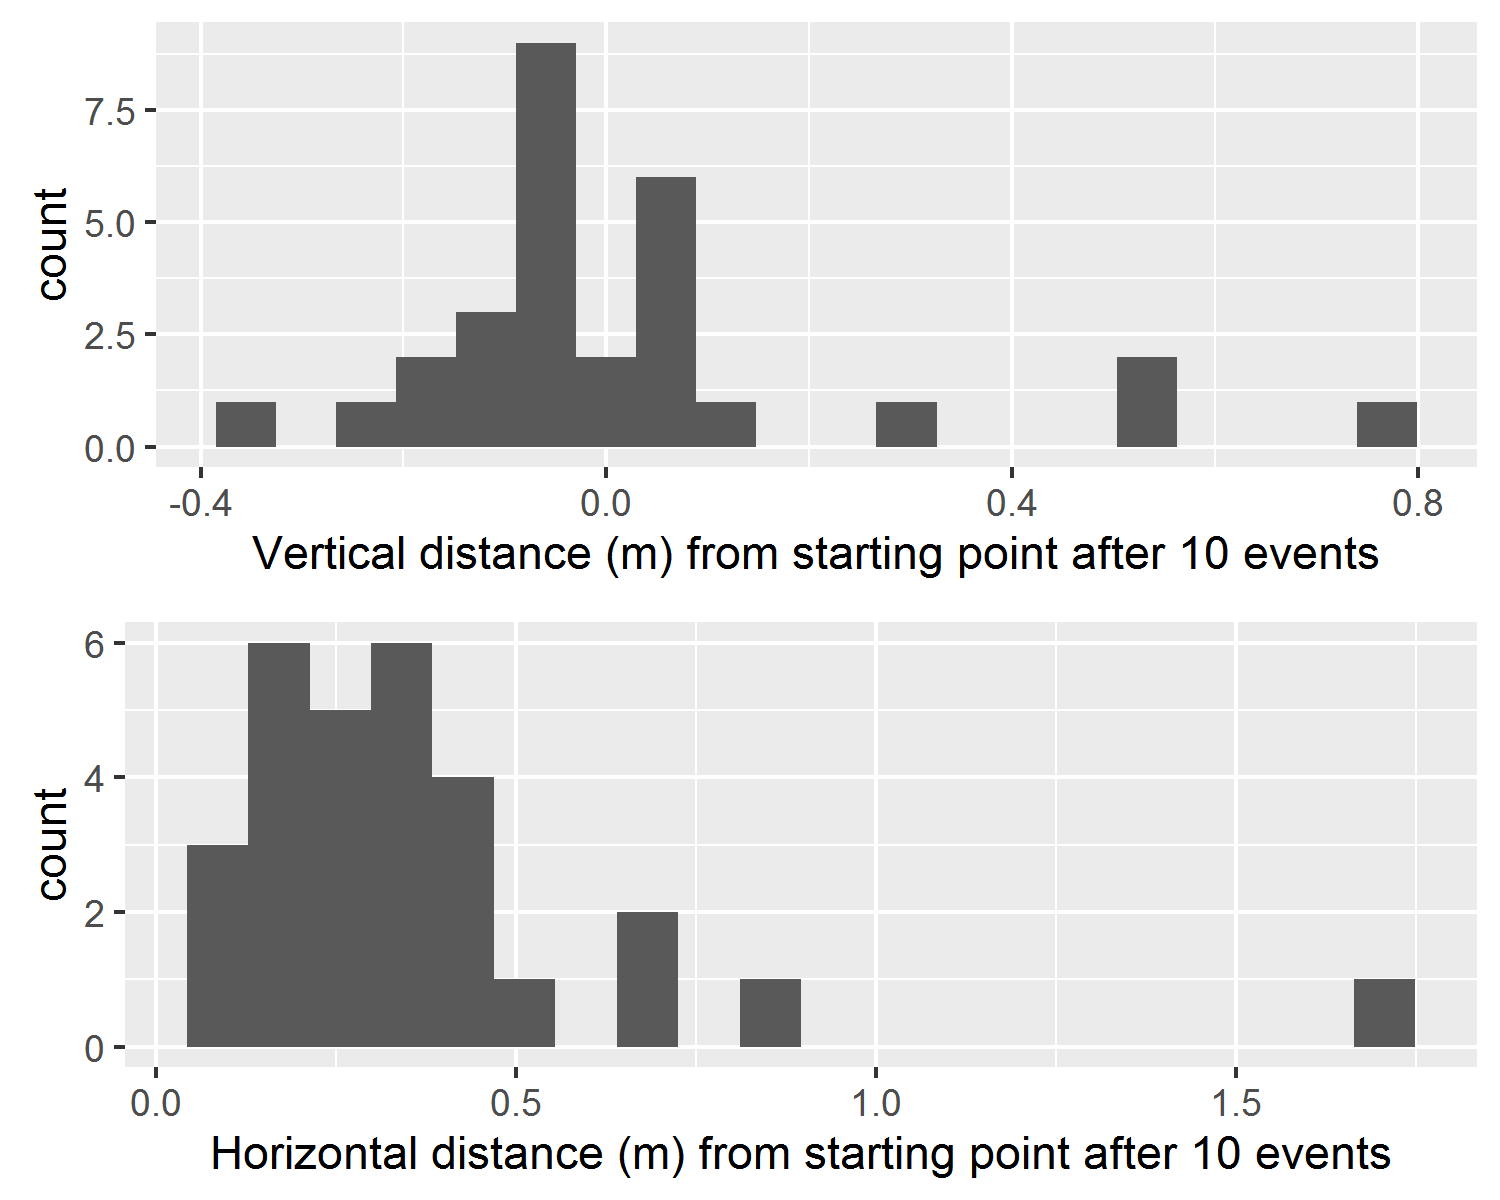 7.5
5.0
2.5
0.0
count
-0.4 0.0 0.4 0.8
Vertical distance (m) from starting point after 10 events
6
4
2
0
count
0.0 0.5 1.0 1.5
Horizontal distance (m) from starting point after 10 events